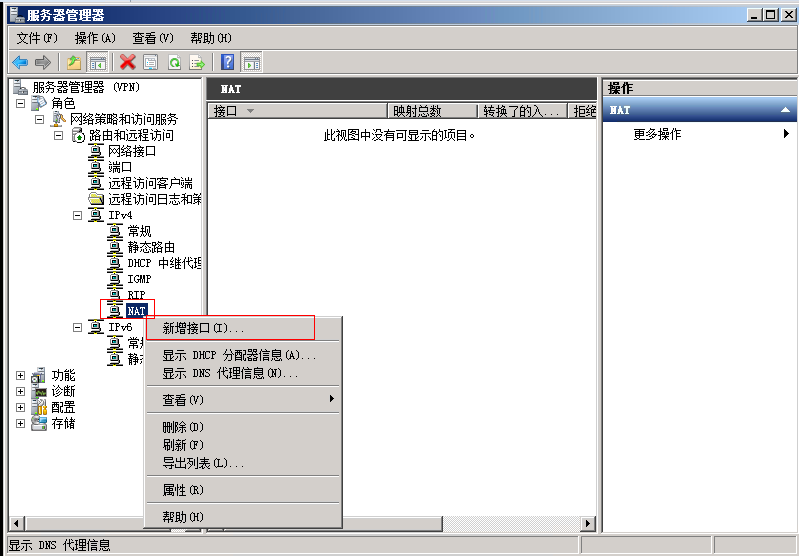 服务器管理器
文件(F) 操作(A) 查看(V) 帮助(H)
服务器管理器 (VPN)
角色
网络策略和访问服务
路由和远程访问
网络接口
端口
远程访问客户端
远程访问日志和策
IPv4
常规
静态路由
DHCP 中继代理
IGMP
RIP
NAT
IPv6
常规
静态
功能
诊断
配置
存储
NAT
接口 映射总数 转换了的入... 拒绝
此视图中没有可显示的项目。
新增接口(I)...
显示 DHCP 分配器信息(A)...
显示 DNS 代理信息(N)...
查看(V)
删除(D)
刷新(F)
导出列表(L)...
属性(R)
帮助(H)
操作
NAT
更多操作
显示 DNS 代理信息